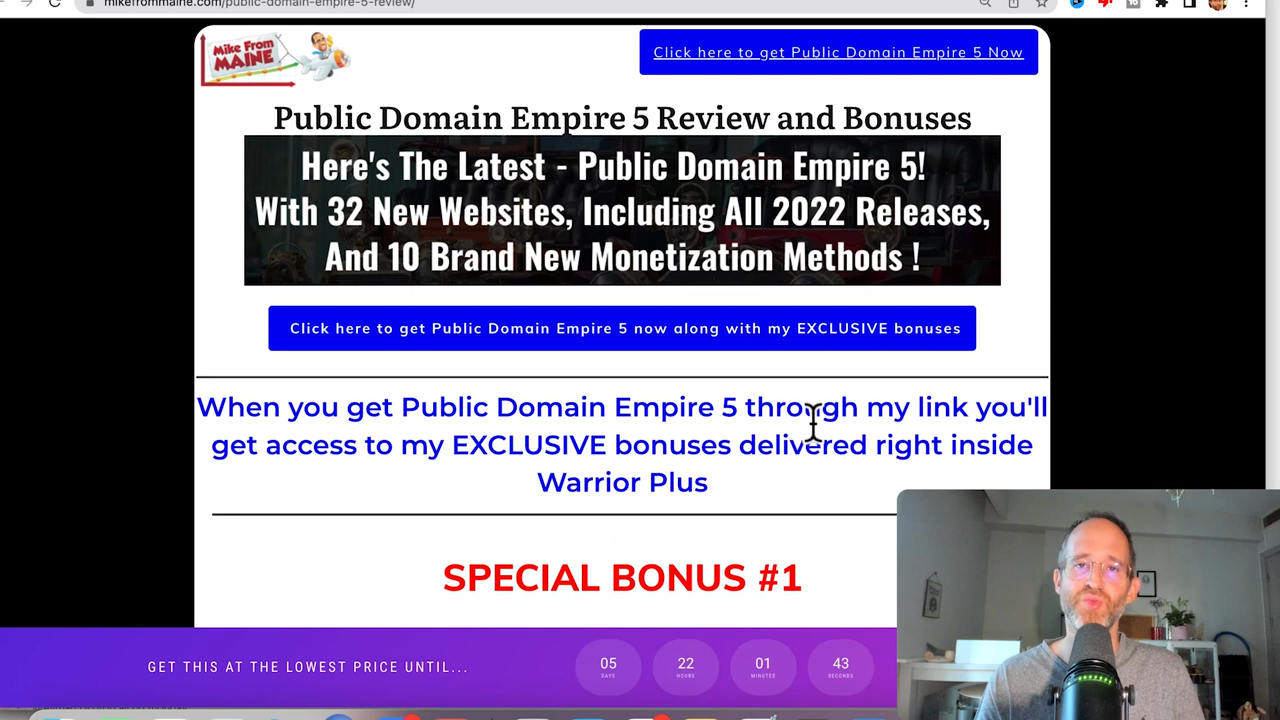 mikefrommaine.com/public-domain-empire-5-review/
Mike From
MAINE
Click here to get Public Domain Empire 5 Now
Public Domain Empire 5 Review and Bonuses
Here's The Latest - Public Domain Empire 5!
With 32 New Websites, Including All 2022 Releases,
And 10 Brand New Monetization Methods !
Click here to get Public Domain Empire 5 now along with my EXCLUSIVE bonuses
When you get Public Domain Empire 5 through my link you'll
get access to my EXCLUSIVE bonuses delivered right inside
Warrior Plus
SPECIAL BONUS #1
GET THIS AT THE LOWEST PRICE UNTIL...
05 22 01 43
DAYS HOURS MINUTES SECONDS